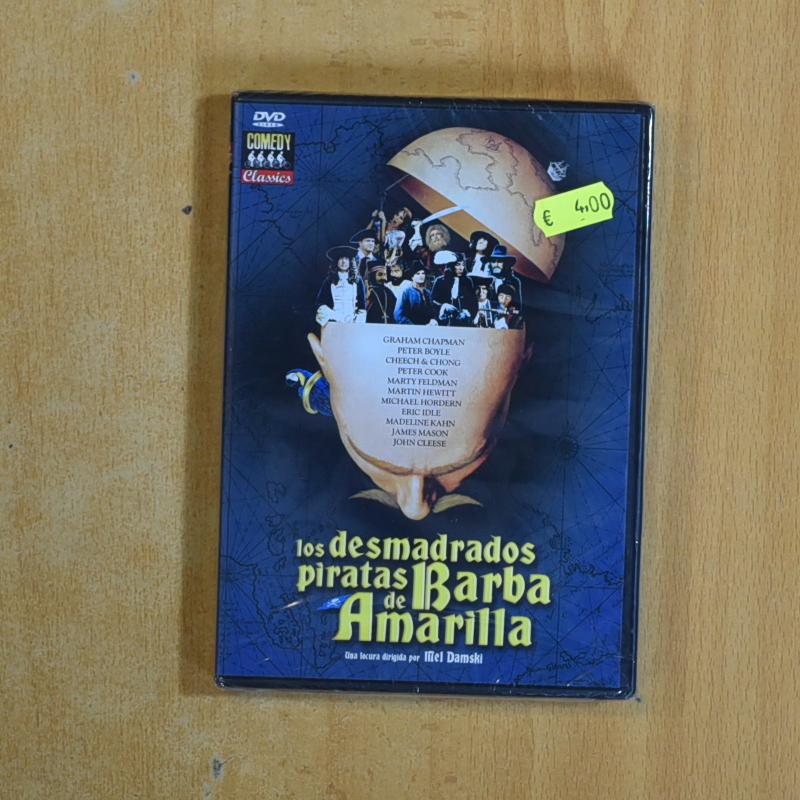 DVD
VIDEO
COMEDY
Classics
€ 4.00
GRAHAM CHAPMAN
PETER BOYLE
CHEECH & CHONG
PETER COOK
MARTY FELDMAN
MARTIN HEWITT
MICHAEL HORDERN
ERIC IDLE
MADELINE KAHN
JAMES MASON
JOHN CLEESE
los desmadrados
piratas Barba
de
Amarilla
Una locura dirigida por Mel Damski